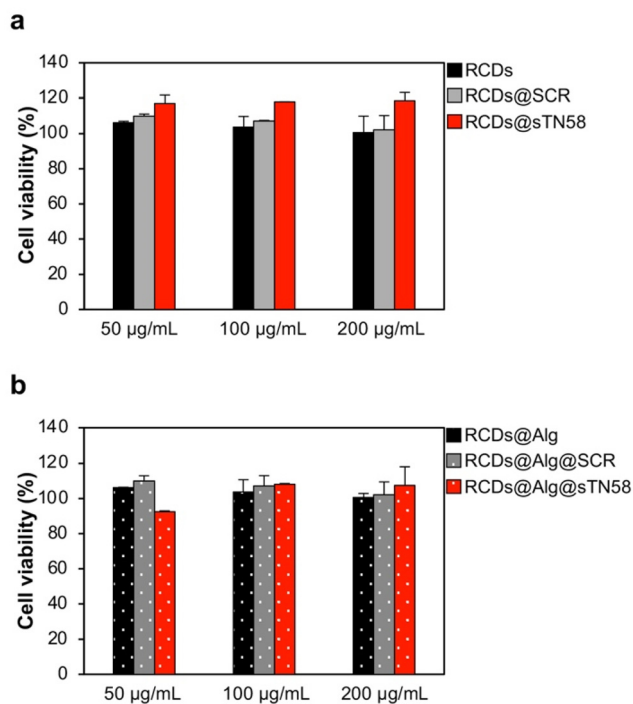 a
140
120
100
80
60
40
20
0
Cell viability (%)
50 µg/mL 100 µg/mL 200 µg/mL
RCDs
RCDs@SCR
RCDs@sTN58
b
140
120
100
80
60
40
20
0
Cell viability (%)
50 µg/mL 100 µg/mL 200 µg/mL
RCDs@Alg
RCDs@Alg@SCR
RCDs@Alg@sTN58